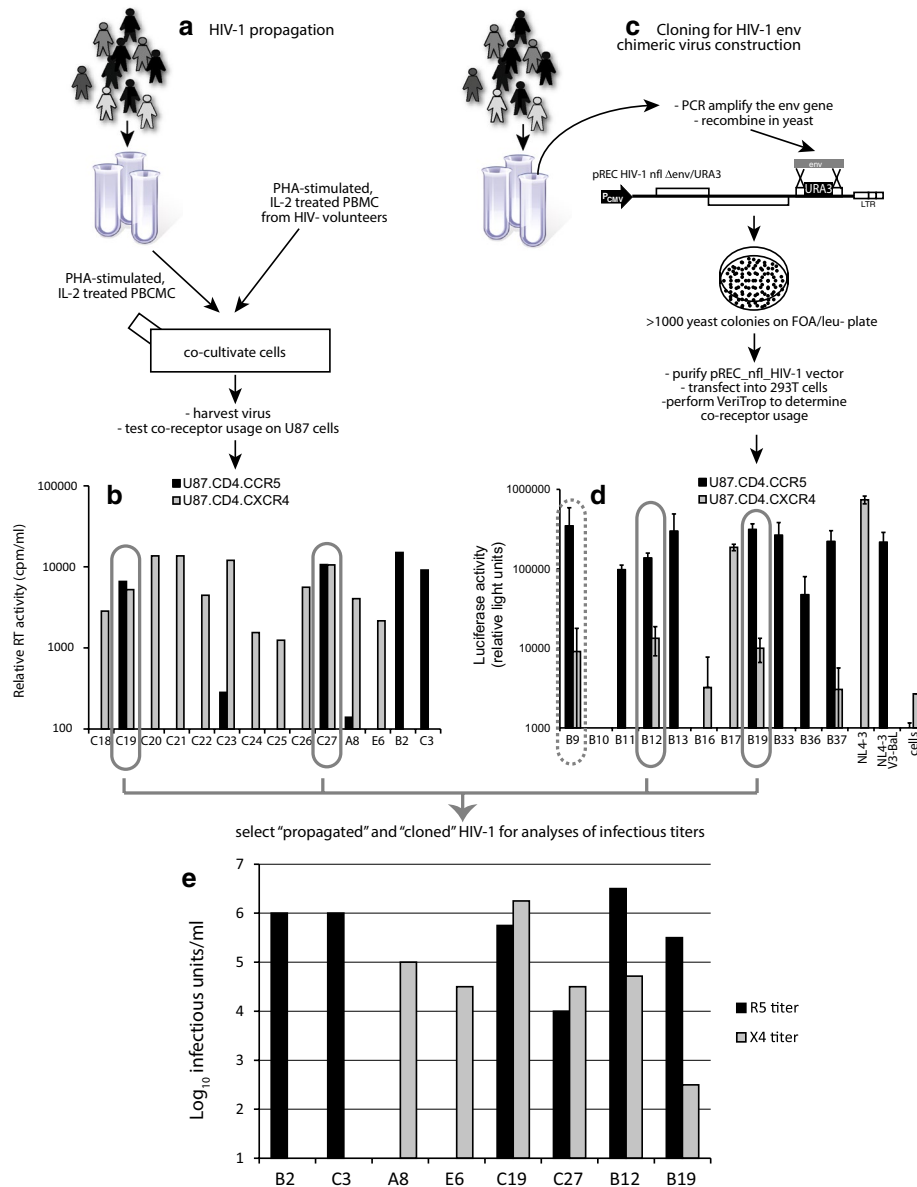 a HIV-1 propagation
PHA-stimulated,
IL-2 treated PBMC
from HIV- volunteers
PHA-stimulated,
IL-2 treated PBCMC
co-cultivate cells
- harvest virus
- test co-receptor usage on U87 cells
c Cloning for HIV-1 env
chimeric virus construction
- PCR amplify the env gene
- recombine in yeast
env
pREC HIV-1 nfl Δenv/URA3
PCMV
URA3
LTR
>1000 yeast colonies on FOA/leu- plate
- purify pREC_nfl_HIV-1 vector
- transfect into 293T cells
-perform VeriTrop to determine
co-receptor usage
b
U87.CD4.CCR5
U87.CD4.CXCR4
Relative RT activity (cpm/ml)
100000
10000
1000
100
C18 C19 C20 C21 C22 C23 C24 C25 C26 C27 A8 E6 B2 C3
d
U87.CD4.CCR5
U87.CD4.CXCR4
Luciferase activity
(relative light units)
1000000
100000
10000
1000
B9 B10 B11 B12 B13 B16 B17 B19 B33 B36 B37 NL4-3 NL4-3 V3-BaL cells
select "propagated" and "cloned" HIV-1 for analyses of infectious titers
e
Log10 infectious units/ml
7
6
5
4
3
2
1
B2 C3 A8 E6 C19 C27 B12 B19
R5 titer
X4 titer